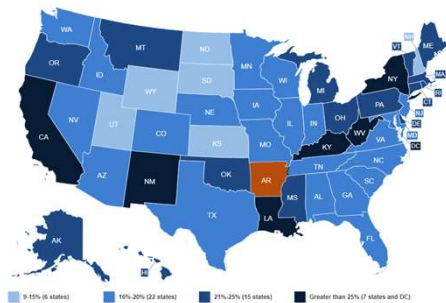 WA
MT
ND
MN
VT
NH
ME
OR
ID
SD
WI
MI
NY
MA
RI
CT
WY
IA
PA
NJ
NV
NE
IL
IN
OH
DE
MD
DC
CA
UT
CO
KS
MO
KY
WV
VA
AZ
NM
OK
AR
TN
NC
SC
TX
LA
MS
AL
GA
FL
AK
HI
9-15% (6 states)
16%-20% (22 states)
21%-25% (15 states)
Greater than 25% (7 states and DC)